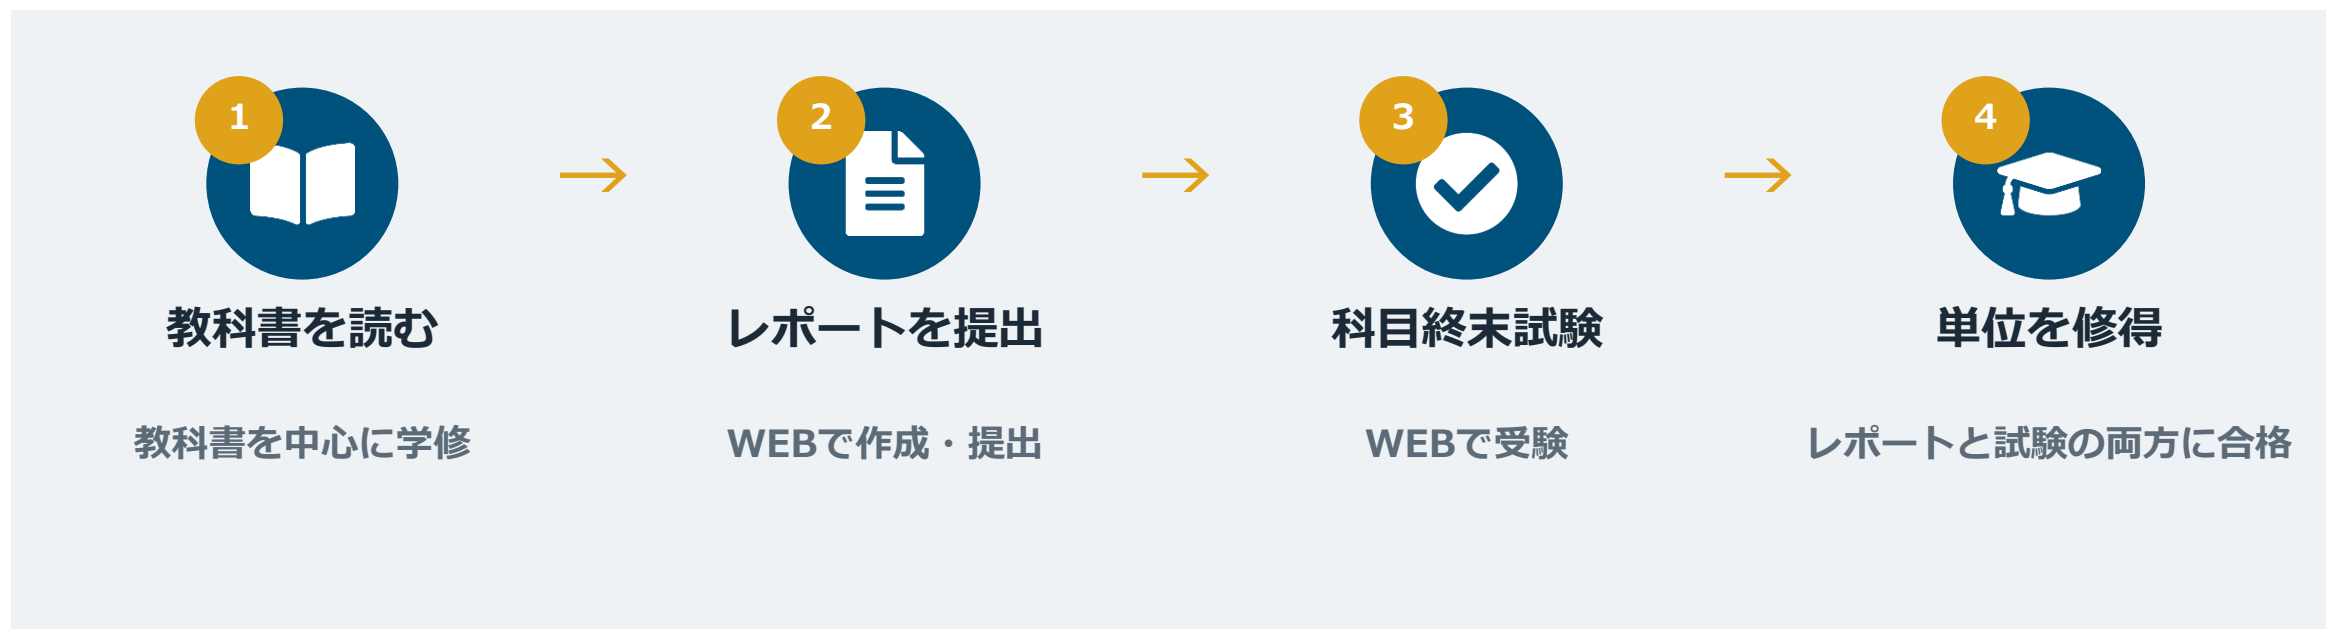 1
2
3
4
→
→
→
教科書を読む
レポートを提出
科目終末試験
単位を修得
教科書を中心に学修
WEBで作成・提出
WEBで受験
レポートと試験の両方に合格